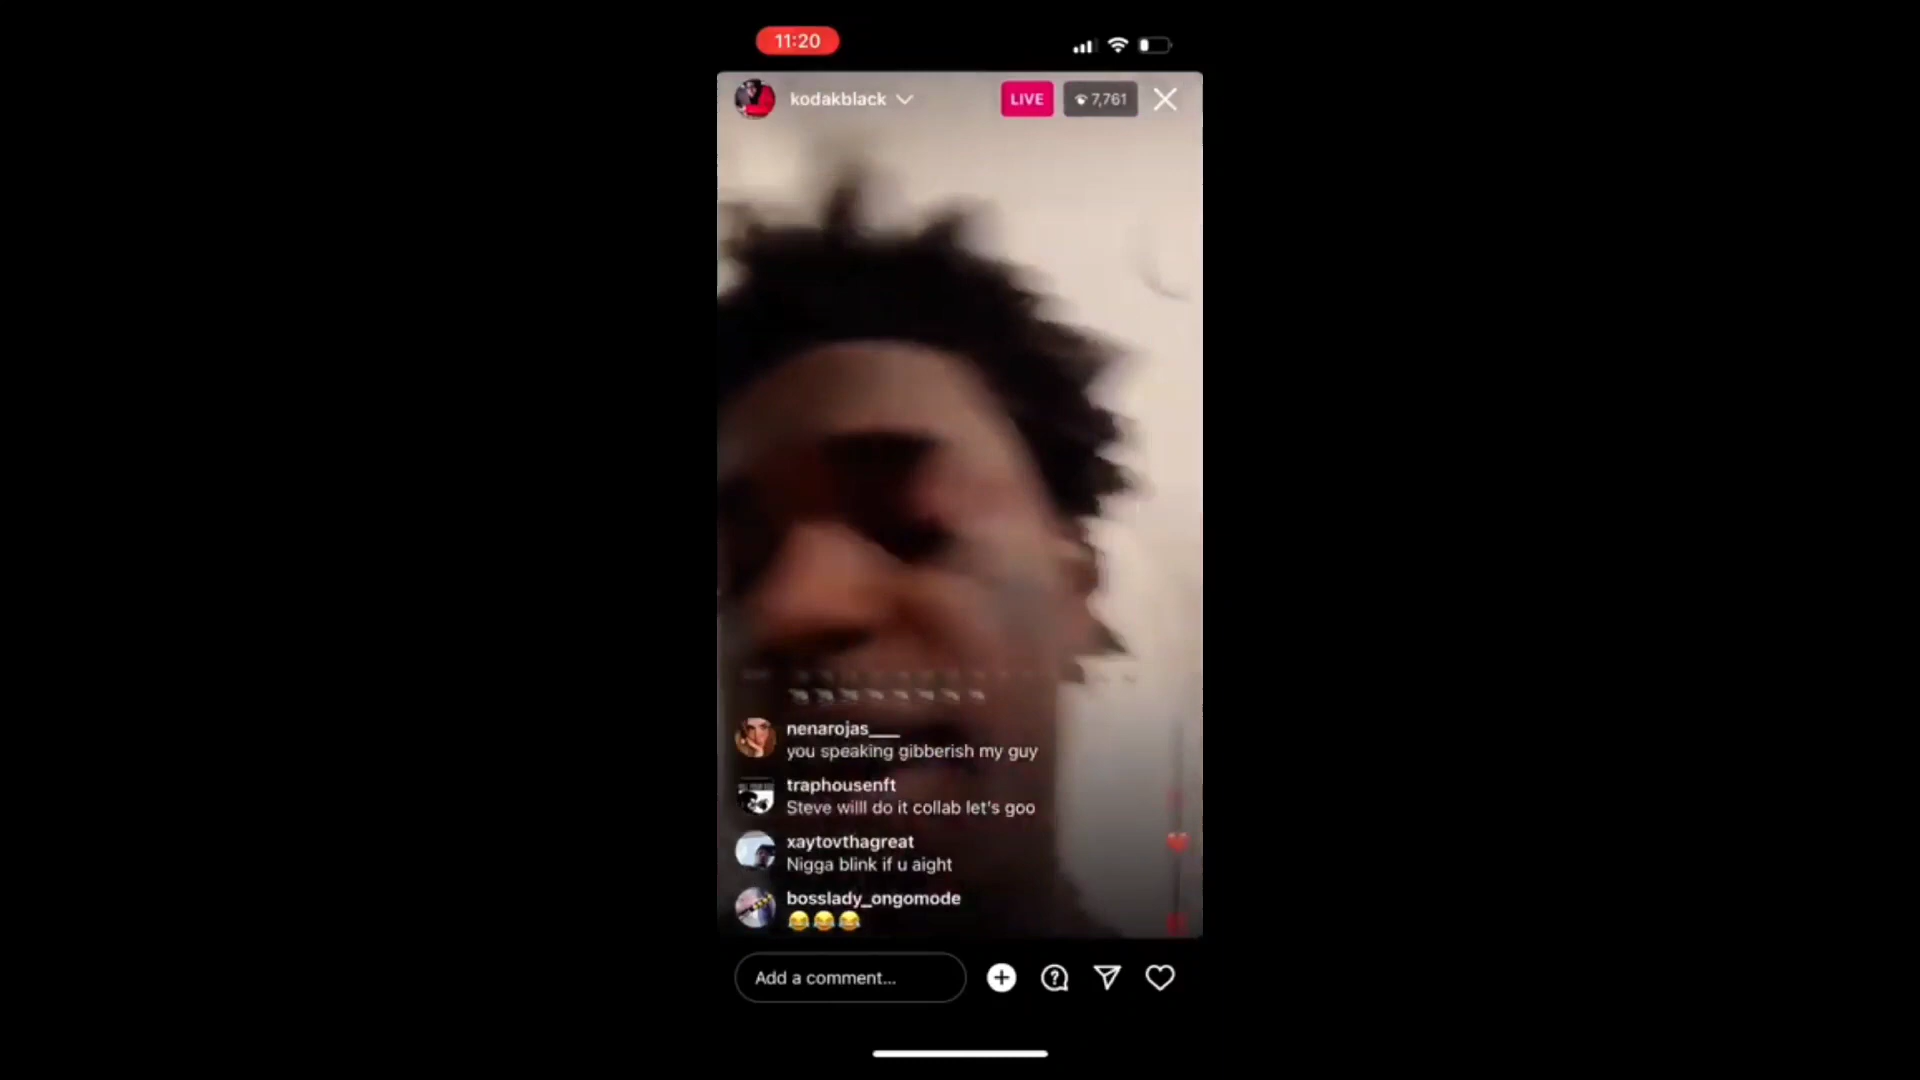 11:20
kodakblack
LIVE
7,761
nenarojas___
you speaking gibberish my guy
traphousenft
Steve willl do it collab let's goo
xaytovthagreat
Nigga blink if u aight
bosslady_ongomode
😂😂😂
Add a comment...